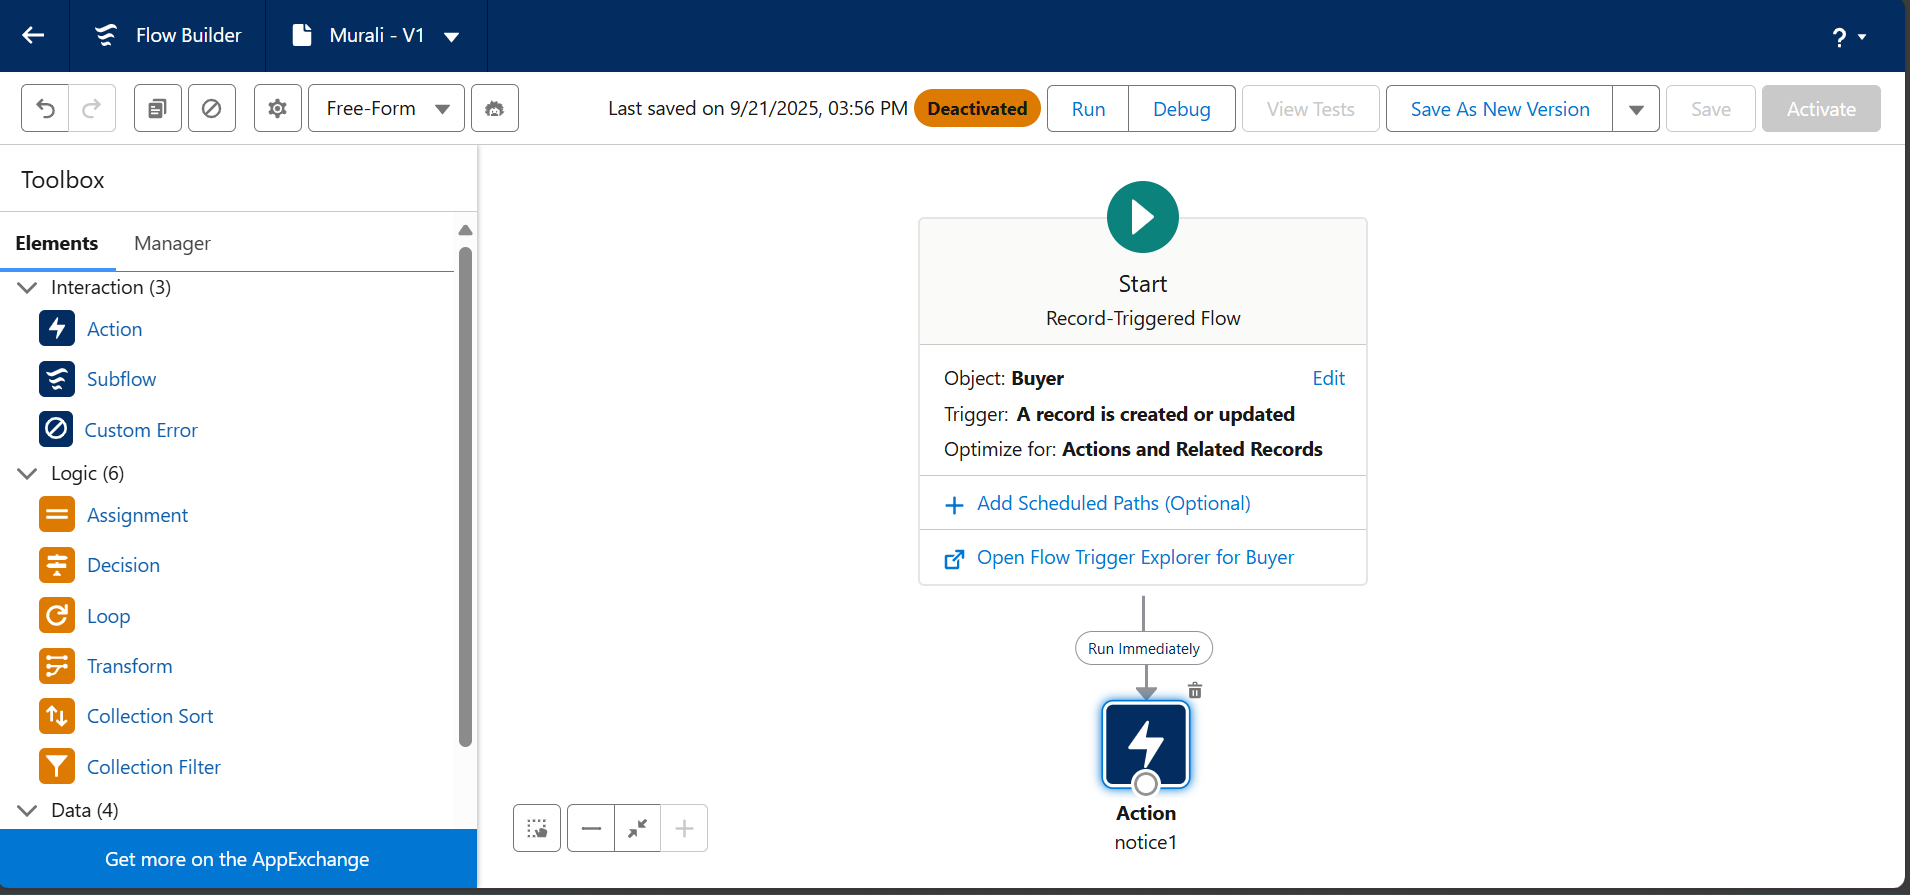 Flow Builder
Murali - V1
?
Free-Form
Last saved on 9/21/2025, 03:56 PM
Deactivated
Run
Debug
View Tests
Save As New Version
Save
Activate
Toolbox
Elements
Manager
Interaction (3)
Action
Subflow
Custom Error
Logic (6)
Assignment
Decision
Loop
Transform
Collection Sort
Collection Filter
Data (4)
Get more on the AppExchange
Start
Record-Triggered Flow
Object: Buyer
Edit
Trigger: A record is created or updated
Optimize for: Actions and Related Records
Add Scheduled Paths (Optional)
Open Flow Trigger Explorer for Buyer
Run Immediately
Action
notice1